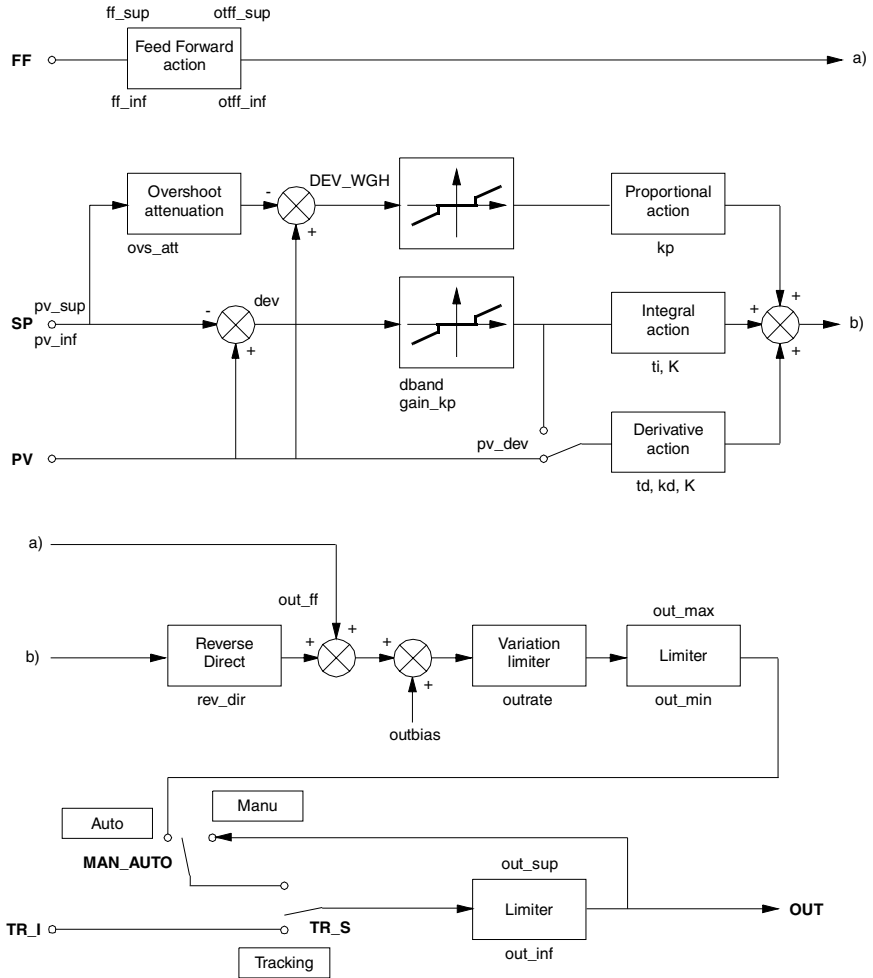 ff_sup
otff_sup
FF
Feed Forward
action
a)
ff_inf
otff_inf
DEV_WGH
Overshoot
attenuation
-
+
ovs_att
Proportional
action
kp
pv_sup
SP
pv_inf
-
+
dev
dband
gain_kp
Integral
action
ti, K
+
+
+
b)
PV
pv_dev
Derivative
action
td, kd, K
a)
out_ff
b)
Reverse
Direct
rev_dir
+
+
+
+
outbias
Variation
limiter
outrate
out_max
Limiter
out_min
Auto
Manu
MAN_AUTO
TR_I
TR_S
Tracking
out_sup
Limiter
out_inf
OUT